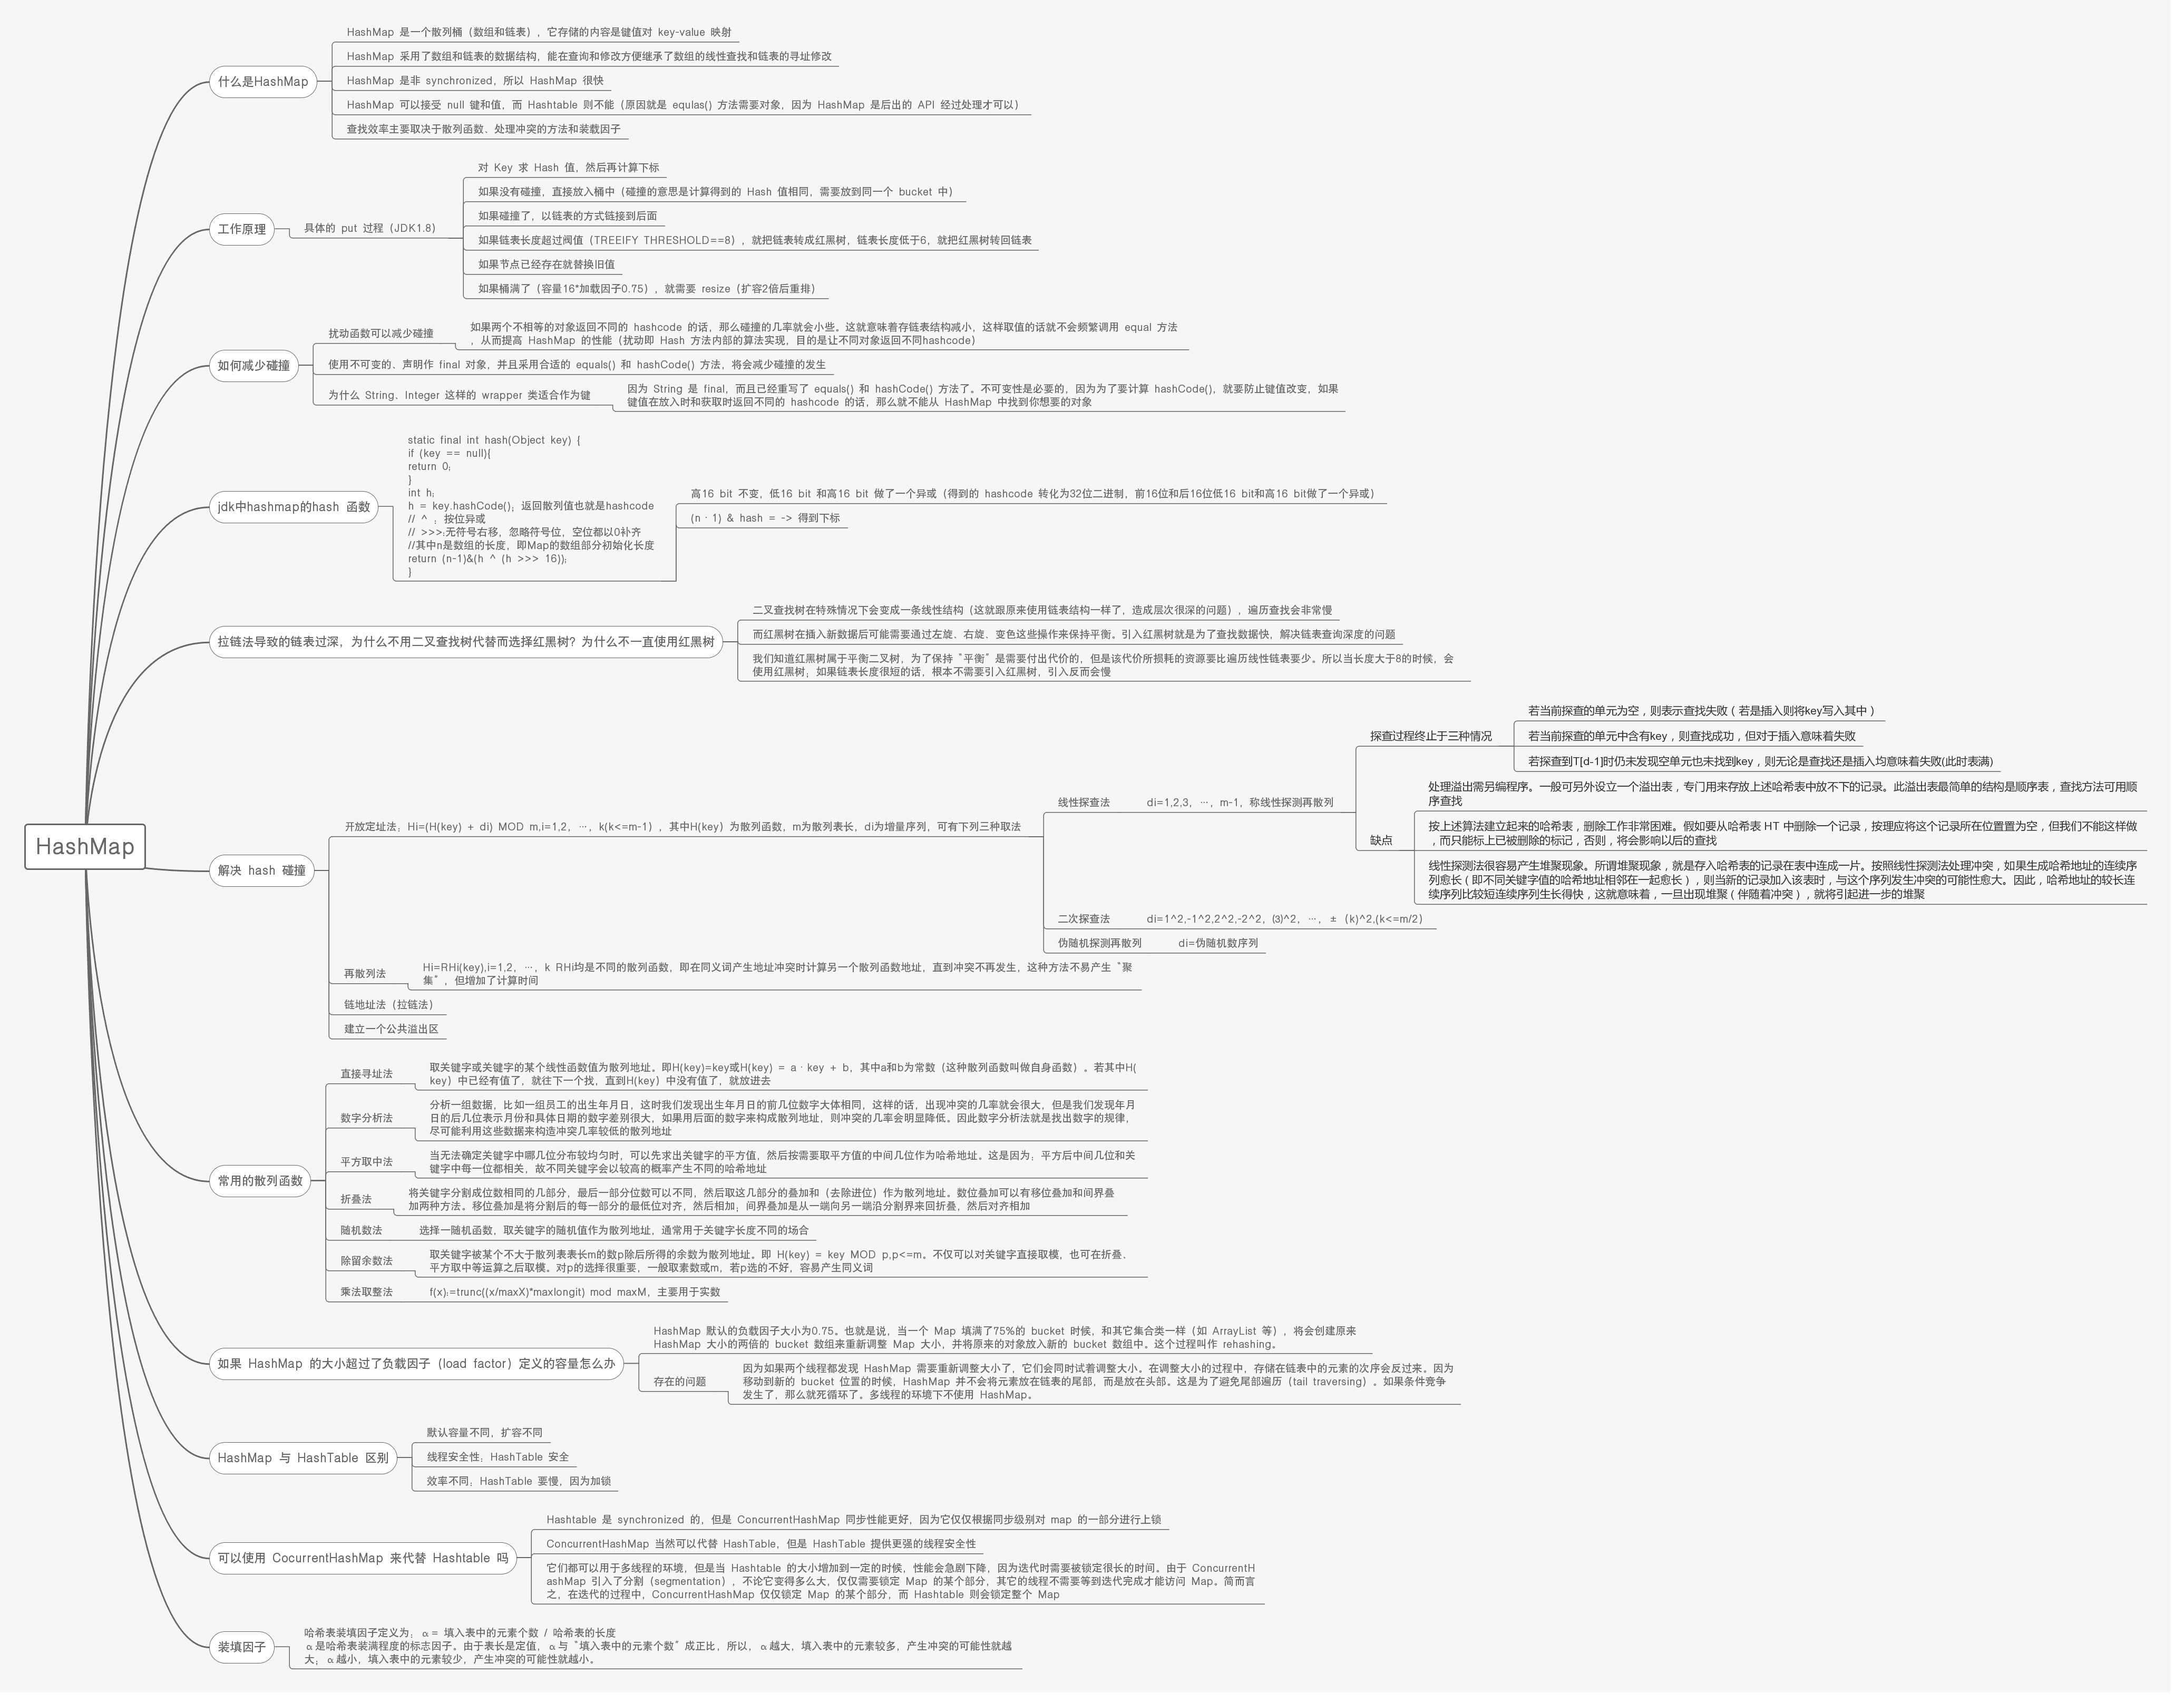 HashMap
什么是HashMap
HashMap 是一个散列桶（数组和链表），它存储的内容是键值对 key-value 映射
HashMap 采用了数组和链表的数据结构，能在查询和修改方便继承了数组的线性查找和链表的寻址修改
HashMap 是非 synchronized，所以 HashMap 很快
HashMap 可以接受 null 键和值，而 Hashtable 则不能（原因就是 equlas() 方法需要对象，因为 HashMap 是后出的 API 经过处理才可以）
查找效率主要取决于散列函数、处理冲突的方法和装载因子
工作原理
具体的 put 过程（JDK1.8）
对 Key 求 Hash 值，然后再计算下标
如果没有碰撞，直接放入桶中（碰撞的意思是计算得到的 Hash 值相同，需要放到同一个 bucket 中）
如果碰撞了，以链表的方式链接到后面
如果链表长度超过阀值（TREEIFY THRESHOLD==8），就把链表转成红黑树，链表长度低于6，就把红黑树转回链表
如果节点已经存在就替换旧值
如果桶满了（容量16*加载因子0.75），就需要 resize（扩容2倍后重排）
如何减少碰撞
扰动函数可以减少碰撞
如果两个不相等的对象返回不同的 hashcode 的话，那么碰撞的几率就会小些。这就意味着存链表结构减小，这样取值的话就不会频繁调用 equal 方法
，从而提高 HashMap 的性能（扰动即 Hash 方法内部的算法实现，目的是让不同对象返回不同hashcode）
使用不可变的、声明作 final 对象，并且采用合适的 equals() 和 hashCode() 方法，将会减少碰撞的发生
为什么 String、Integer 这样的 wrapper 类适合作为键
因为 String 是 final，而且已经重写了 equals() 和 hashCode() 方法了。不可变性是必要的，因为为了要计算 hashCode()，就要防止键值改变，如果
键值在放入时和获取时返回不同的 hashcode 的话，那么就不能从 HashMap 中找到你想要的对象
jdk中hashmap的hash 函数
static final int hash(Object key) {
if (key == null){
return 0;
}
int h;
h = key.hashCode()；返回散列值也就是hashcode
// ^ ：按位异或
// >>>:无符号右移，忽略符号位，空位都以0补齐
//其中n是数组的长度，即Map的数组部分初始化长度
return (n-1)&(h ^ (h >>> 16));
}
高16 bit 不变，低16 bit 和高16 bit 做了一个异或（得到的 hashcode 转化为32位二进制，前16位和后16位低16 bit和高16 bit做了一个异或）
(n · 1) & hash = -> 得到下标
拉链法导致的链表过深，为什么不用二叉查找树代替而选择红黑树？为什么不一直使用红黑树
二叉查找树在特殊情况下会变成一条线性结构（这就跟原来使用链表结构一样了，造成层次很深的问题），遍历查找会非常慢
而红黑树在插入新数据后可能需要通过左旋、右旋、变色这些操作来保持平衡。引入红黑树就是为了查找数据快，解决链表查询深度的问题
我们知道红黑树属于平衡二叉树，为了保持“平衡”是需要付出代价的，但是该代价所损耗的资源要比遍历线性链表要少。所以当长度大于8的时候，会
使用红黑树；如果链表长度很短的话，根本不需要引入红黑树，引入反而会慢
解决 hash 碰撞
开放定址法：Hi=(H(key) + di) MOD m,i=1,2，…，k(k<=m-1），其中H(key）为散列函数，m为散列表长，di为增量序列，可有下列三种取法
线性探查法
di=1,2,3，…，m-1，称线性探测再散列
探查过程终止于三种情况
若当前探查的单元为空，则表示查找失败（若是插入则将key写入其中）
若当前探查的单元中含有key，则查找成功，但对于插入意味着失败
若探查到T[d-1]时仍未发现空单元也未找到key，则无论是查找还是插入均意味着失败(此时表满)
缺点
处理溢出需另编程序。一般可另外设立一个溢出表，专门用来存放上述哈希表中放不下的记录。此溢出表最简单的结构是顺序表，查找方法可用顺
序查找
按上述算法建立起来的哈希表，删除工作非常困难。假如要从哈希表 HT 中删除一个记录，按理应将这个记录所在位置置为空，但我们不能这样做
，而只能标上已被删除的标记，否则，将会影响以后的查找
线性探测法很容易产生堆聚现象。所谓堆聚现象，就是存入哈希表的记录在表中连成一片。按照线性探测法处理冲突，如果生成哈希地址的连续序
列愈长（即不同关键字值的哈希地址相邻在一起愈长），则当新的记录加入该表时，与这个序列发生冲突的可能性愈大。因此，哈希地址的较长连
续序列比较短连续序列生长得快，这就意味着，一旦出现堆聚（伴随着冲突），就将引起进一步的堆聚
二次探查法
di=1^2,-1^2,2^2,-2^2，⑶^2，…，±（k)^2,(k<=m/2）
伪随机探测再散列
di=伪随机数序列
再散列法
Hi=RHi(key),i=1,2，…，k RHi均是不同的散列函数，即在同义词产生地址冲突时计算另一个散列函数地址，直到冲突不再发生，这种方法不易产生“聚
集”，但增加了计算时间
链地址法（拉链法）
建立一个公共溢出区
常用的散列函数
直接寻址法
取关键字或关键字的某个线性函数值为散列地址。即H(key)=key或H(key) = a · key + b，其中a和b为常数（这种散列函数叫做自身函数）。若其中H(
key）中已经有值了，就往下一个找，直到H(key）中没有值了，就放进去
数字分析法
分析一组数据，比如一组员工的出生年月日，这时我们发现出生年月日的前几位数字大体相同，这样的话，出现冲突的几率就会很大，但是我们发现年月
日的后几位表示月份和具体日期的数字差别很大，如果用后面的数字来构成散列地址，则冲突的几率会明显降低。因此数字分析法就是找出数字的规律，
尽可能利用这些数据来构造冲突几率较低的散列地址
平方取中法
当无法确定关键字中哪几位分布较均匀时，可以先求出关键字的平方值，然后按需要取平方值的中间几位作为哈希地址。这是因为：平方后中间几位和关
键字中每一位都相关，故不同关键字会以较高的概率产生不同的哈希地址
折叠法
将关键字分割成位数相同的几部分，最后一部分位数可以不同，然后取这几部分的叠加和（去除进位）作为散列地址。数位叠加可以有移位叠加和间界叠
加两种方法。移位叠加是将分割后的每一部分的最低位对齐，然后相加；间界叠加是从一端向另一端沿分割界来回折叠，然后对齐相加
随机数法
选择一随机函数，取关键字的随机值作为散列地址，通常用于关键字长度不同的场合
除留余数法
取关键字被某个不大于散列表表长m的数p除后所得的余数为散列地址。即 H(key) = key MOD p,p<=m。不仅可以对关键字直接取模，也可在折叠、
平方取中等运算之后取模。对p的选择很重要，一般取素数或m，若p选的不好，容易产生同义词
乘法取整法
f(x):=trunc((x/maxX)*maxlongit) mod maxM，主要用于实数
如果 HashMap 的大小超过了负载因子（load factor）定义的容量怎么办
HashMap 默认的负载因子大小为0.75。也就是说，当一个 Map 填满了75%的 bucket 时候，和其它集合类一样（如 ArrayList 等），将会创建原来
HashMap 大小的两倍的 bucket 数组来重新调整 Map 大小，并将原来的对象放入新的 bucket 数组中。这个过程叫作 rehashing。
存在的问题
因为如果两个线程都发现 HashMap 需要重新调整大小了，它们会同时试着调整大小。在调整大小的过程中，存储在链表中的元素的次序会反过来。因为
移动到新的 bucket 位置的时候，HashMap 并不会将元素放在链表的尾部，而是放在头部。这是为了避免尾部遍历（tail traversing）。如果条件竞争
发生了，那么就死循环了。多线程的环境下不使用 HashMap。
HashMap 与 HashTable 区别
默认容量不同，扩容不同
线程安全性：HashTable 安全
效率不同：HashTable 要慢，因为加锁
可以使用 CocurrentHashMap 来代替 Hashtable 吗
Hashtable 是 synchronized 的，但是 ConcurrentHashMap 同步性能更好，因为它仅仅根据同步级别对 map 的一部分进行上锁
ConcurrentHashMap 当然可以代替 HashTable，但是 HashTable 提供更强的线程安全性
它们都可以用于多线程的环境，但是当 Hashtable 的大小增加到一定的时候，性能会急剧下降，因为迭代时需要被锁定很长的时间。由于 ConcurrentH
ashMap 引入了分割（segmentation），不论它变得多么大，仅仅需要锁定 Map 的某个部分，其它的线程不需要等到迭代完成才能访问 Map。简而言
之，在迭代的过程中，ConcurrentHashMap 仅仅锁定 Map 的某个部分，而 Hashtable 则会锁定整个 Map
装填因子
哈希表装填因子定义为：α= 填入表中的元素个数 / 哈希表的长度
α是哈希表装满程度的标志因子。由于表长是定值，α与“填入表中的元素个数”成正比，所以，α越大，填入表中的元素较多，产生冲突的可能性就越
大；α越小，填入表中的元素较少，产生冲突的可能性就越小。